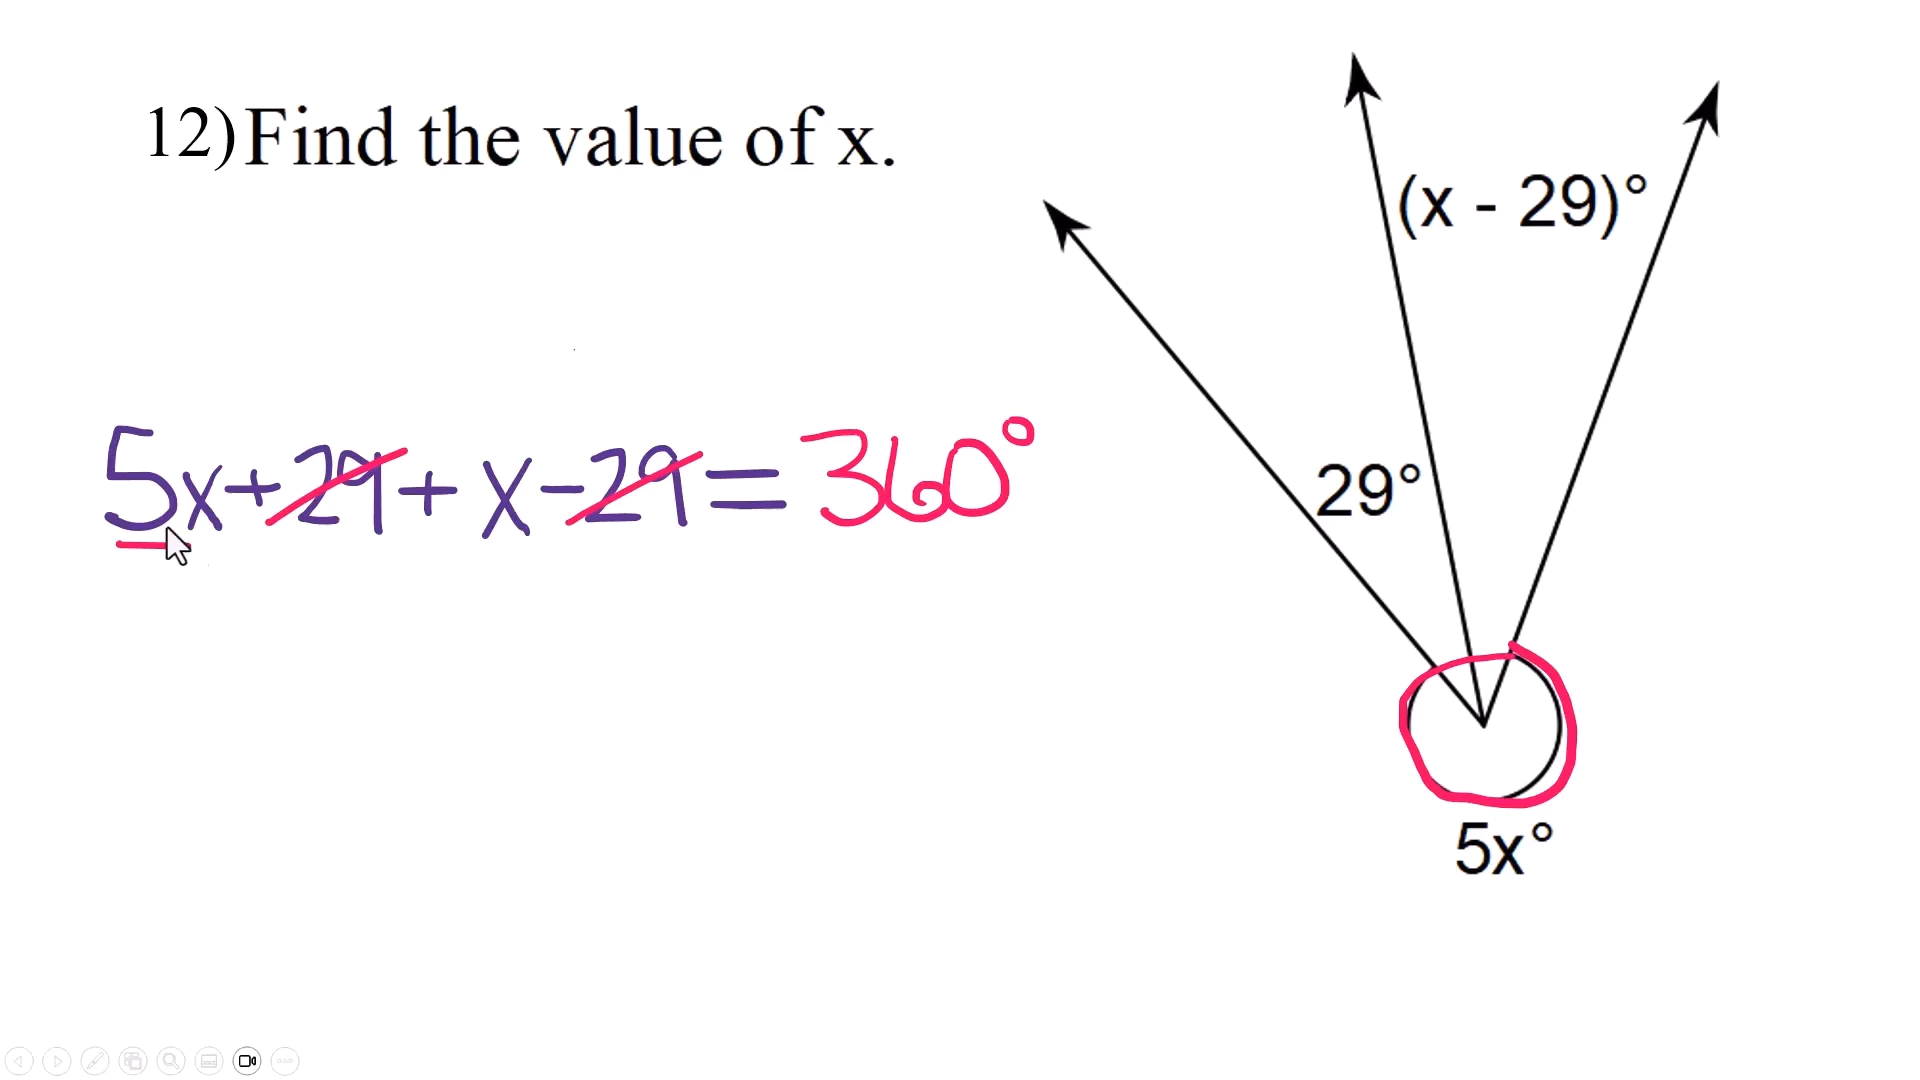 12) Find the value of x.
(x - 29)°
5x+29+x-29=360°
29°
5x°